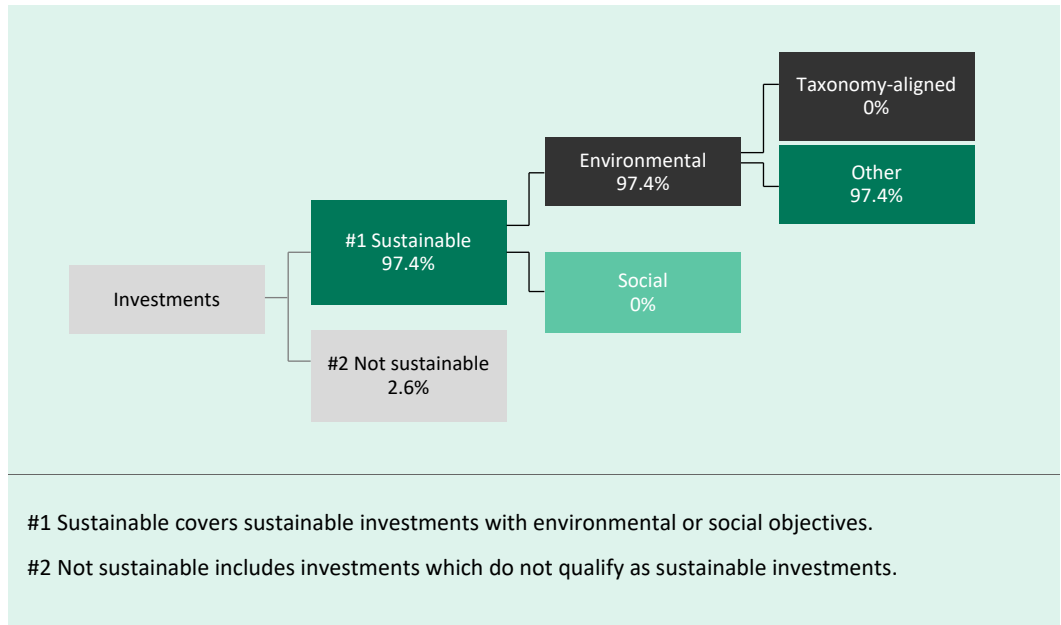 Taxonomy-aligned
0%
Environmental
97.4%
Other
97.4%
#1 Sustainable
97.4%
Social
0%
Investments
#2 Not sustainable
2.6%
#1 Sustainable covers sustainable investments with environmental or social objectives.
#2 Not sustainable includes investments which do not qualify as sustainable investments.